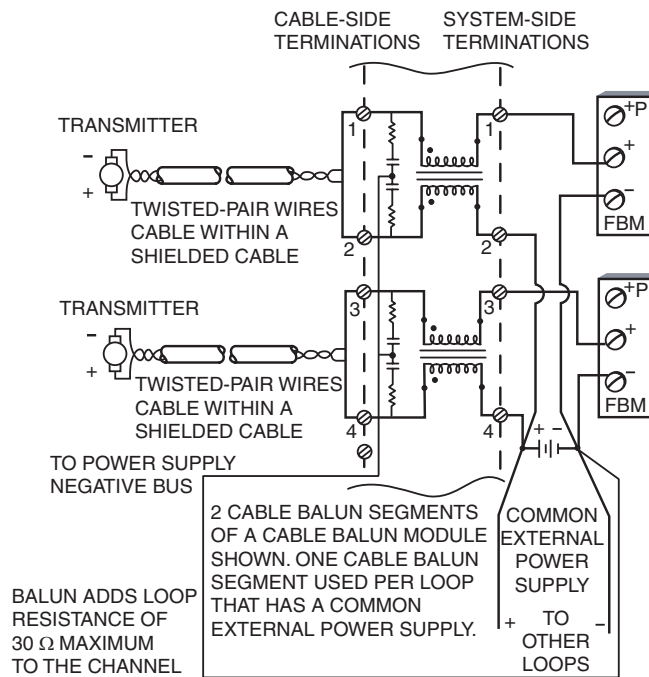 CABLE-SIDE
TERMINATIONS
SYSTEM-SIDE
TERMINATIONS
1
1
+P
+
−
FBM
TRANSMITTER
−
+
TWISTED-PAIR WIRES
CABLE WITHIN A
SHIELDED CABLE
2
2
3
3
+P
+
−
FBM
TRANSMITTER
−
+
TWISTED-PAIR WIRES
CABLE WITHIN A
SHIELDED CABLE
4
4
+ −
TO POWER SUPPLY
NEGATIVE BUS
2 CABLE BALUN SEGMENTS
OF A CABLE BALUN MODULE
SHOWN. ONE CABLE BALUN
SEGMENT USED PER LOOP
THAT HAS A COMMON
EXTERNAL POWER SUPPLY.
COMMON
EXTERNAL
POWER
SUPPLY
+ TO −
OTHER
LOOPS
BALUN ADDS LOOP
RESISTANCE OF
30 Ω MAXIMUM
TO THE CHANNEL